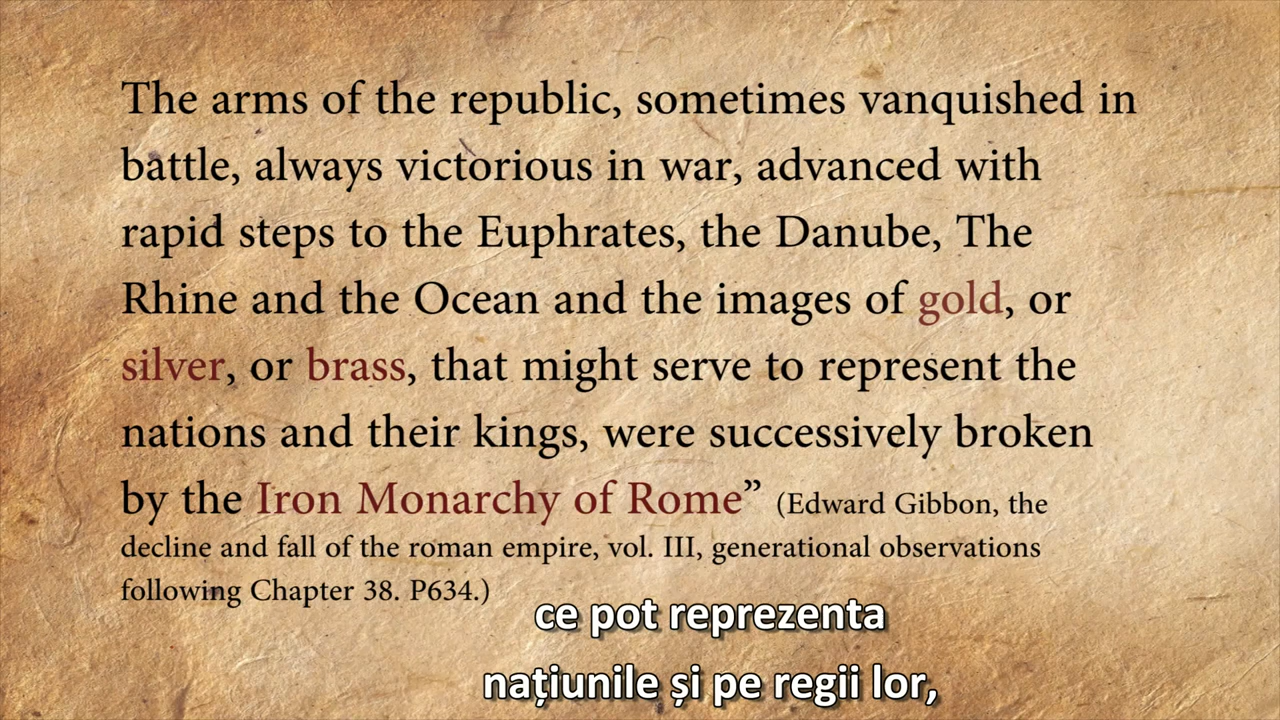 The arms of the republic, sometimes vanquished in
battle, always victorious in war, advanced with
rapid steps to the Euphrates, the Danube, The
Rhine and the Ocean and the images of gold, or
silver, or brass, that might serve to represent the
nations and their kings, were successively broken
by the Iron Monarchy of Rome” (Edward Gibbon, the
decline and fall of the roman empire, vol. III, generational observations
following Chapter 38. P634.)
ce pot reprezenta
națiunile și pe regii lor,